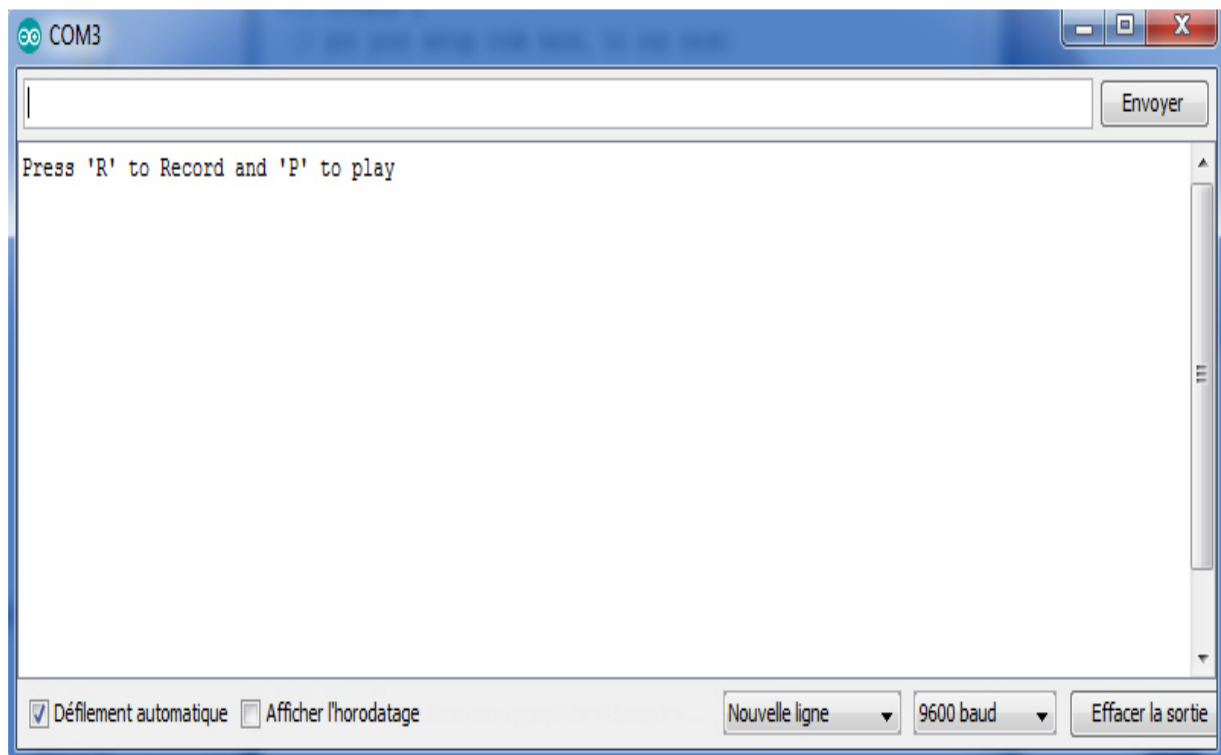 COM3
Envoyer
Press 'R' to Record and 'P' to play
Défilement automatique Afficher l'horodatage Nouvelle ligne 9600 baud Effacer la sortie